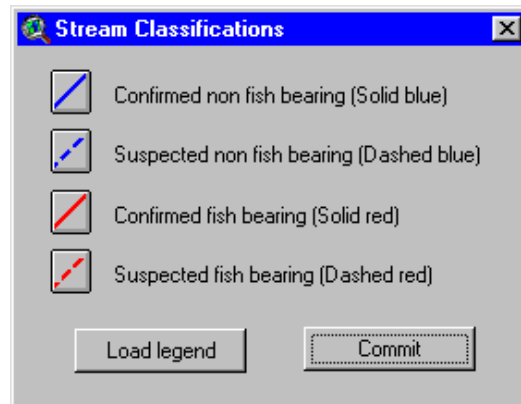 Stream Classifications
Confirmed non fish bearing (Solid blue)
Suspected non fish bearing (Dashed blue)
Confirmed fish bearing (Solid red)
Suspected fish bearing (Dashed red)
Load legend
Commit